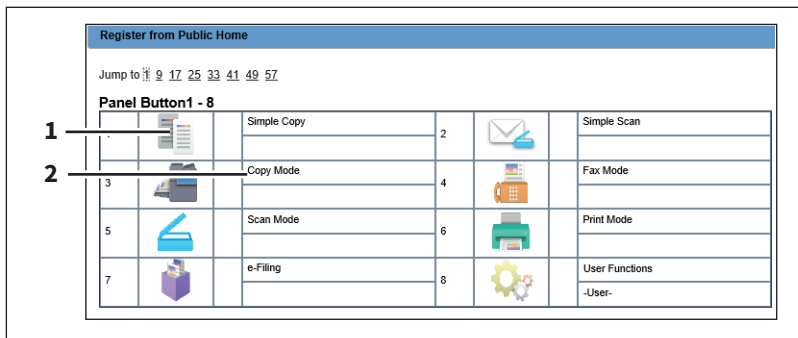 Register from Public Home
Jump to 1 9 17 25 33 41 49 57
Panel Button1 - 8
1
Simple Copy
2
Simple Scan
2
3
Copy Mode
4
Fax Mode
5
Scan Mode
6
Print Mode
7
e-Filing
8
User Functions
-User-